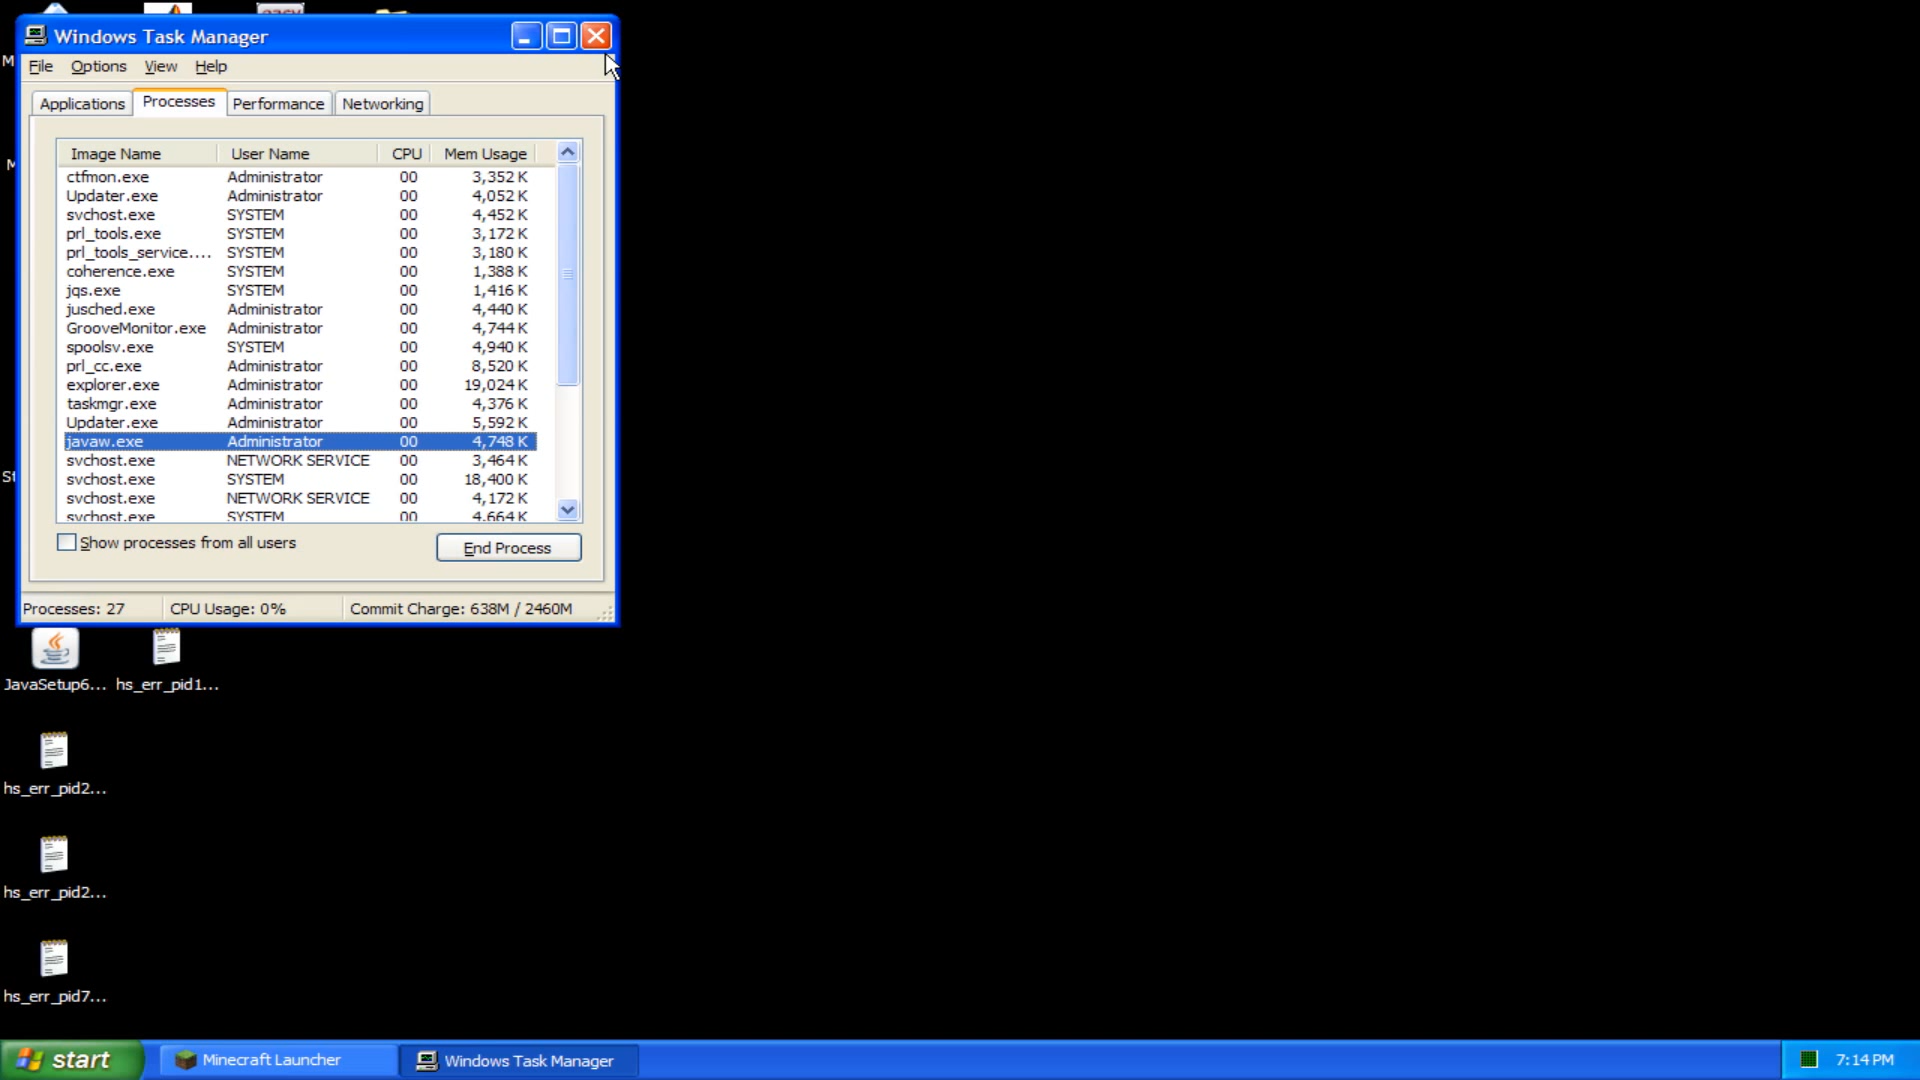 Windows Task Manager
File Options View Help
Applications Processes Performance Networking
Image Name User Name CPU Mem Usage
ctfmon.exe Administrator 00 3,352 K
Updater.exe Administrator 00 4,052 K
svchost.exe SYSTEM 00 4,452 K
prl_tools.exe SYSTEM 00 3,172 K
prl_tools_service.... SYSTEM 00 3,180 K
coherence.exe SYSTEM 00 1,388 K
jqs.exe SYSTEM 00 1,416 K
jusched.exe Administrator 00 4,440 K
GrooveMonitor.exe Administrator 00 4,744 K
spoolsv.exe SYSTEM 00 4,940 K
prl_cc.exe Administrator 00 8,520 K
explorer.exe Administrator 00 19,024 K
taskmgr.exe Administrator 00 4,376 K
Updater.exe Administrator 00 5,592 K
javaw.exe Administrator 00 4,748 K
svchost.exe NETWORK SERVICE 00 3,464 K
svchost.exe SYSTEM 00 18,400 K
svchost.exe NETWORK SERVICE 00 4,172 K
svchost.exe SYSTEM 00 4,664 K
Show processes from all users End Process
Processes: 27 CPU Usage: 0% Commit Charge: 638M / 2460M
JavaSetup6... hs_err_pid1...
hs_err_pid2...
hs_err_pid2...
hs_err_pid7...
start Minecraft Launcher Windows Task Manager 7:14 PM